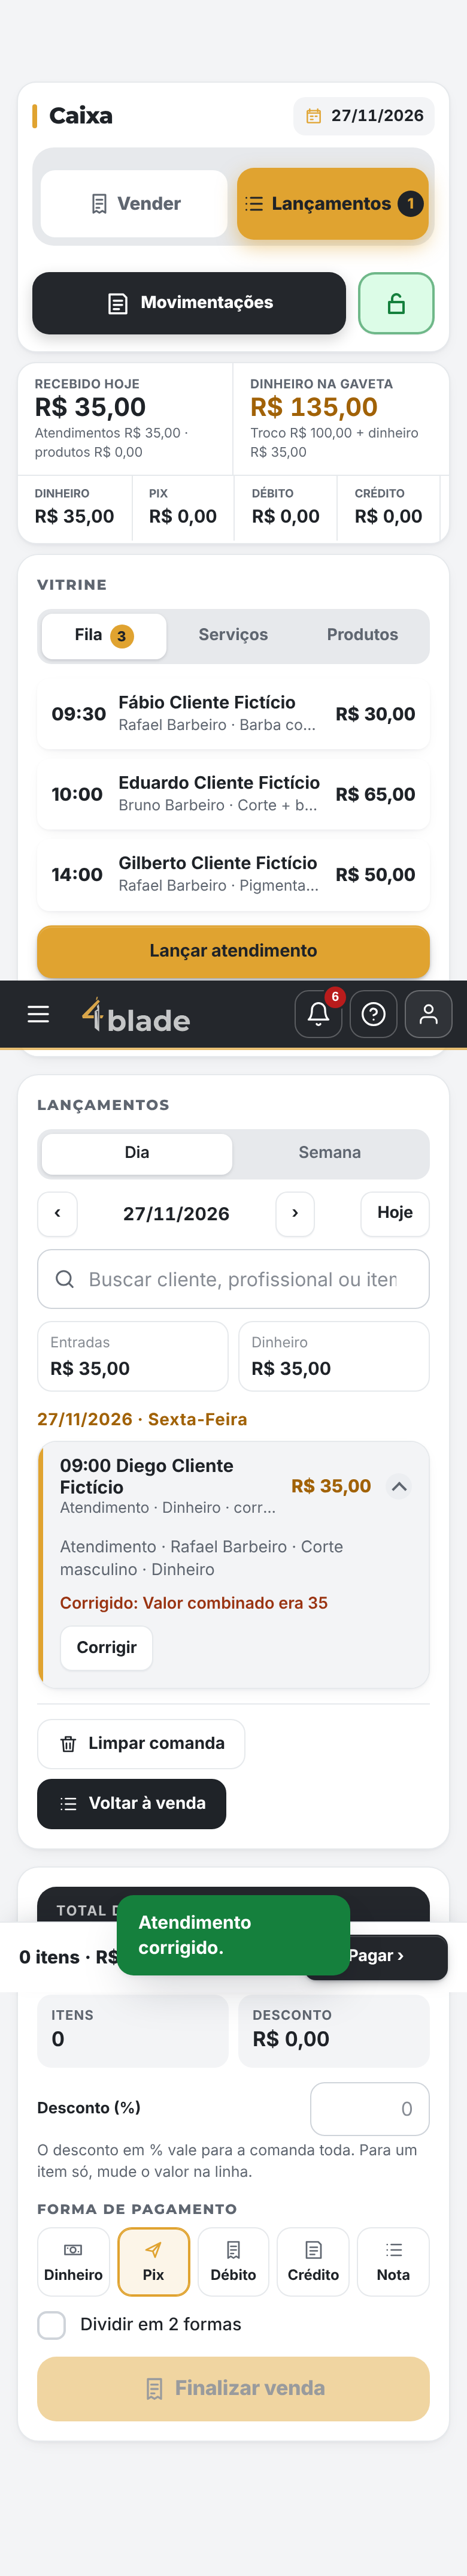 Caixa
27/11/2026
Vender
Lançamentos 1
Movimentações
RECEBIDO HOJE
R$ 35,00
Atendimentos R$ 35,00 ·
produtos R$ 0,00
DINHEIRO NA GAVETA
R$ 135,00
Troco R$ 100,00 + dinheiro
R$ 35,00
DINHEIRO
R$ 35,00
PIX
R$ 0,00
DÉBITO
R$ 0,00
CRÉDITO
R$ 0,00
VITRINE
Fila 3
Serviços
Produtos
09:30
Fábio Cliente Fictício
Rafael Barbeiro · Barba co...
R$ 30,00
10:00
Eduardo Cliente Fictício
Bruno Barbeiro · Corte + b...
R$ 65,00
14:00
Gilberto Cliente Fictício
Rafael Barbeiro · Pigmenta...
R$ 50,00
Lançar atendimento
4blade
6
LANÇAMENTOS
Dia
Semana
‹
27/11/2026
›
Hoje
Buscar cliente, profissional ou iter
Entradas
R$ 35,00
Dinheiro
R$ 35,00
27/11/2026 · Sexta-Feira
09:00 Diego Cliente
Fictício
Atendimento · Dinheiro · corr...
R$ 35,00
Atendimento · Rafael Barbeiro · Corte
masculino · Dinheiro
Corrigido: Valor combinado era 35
Corrigir
Limpar comanda
Voltar à venda
TOTAL D
Atendimento
corrigido.
0 itens · R$
Pagar ›
ITENS
0
DESCONTO
R$ 0,00
Desconto (%)
0
O desconto em % vale para a comanda toda. Para um
item só, mude o valor na linha.
FORMA DE PAGAMENTO
Dinheiro
Pix
Débito
Crédito
Nota
Dividir em 2 formas
Finalizar venda